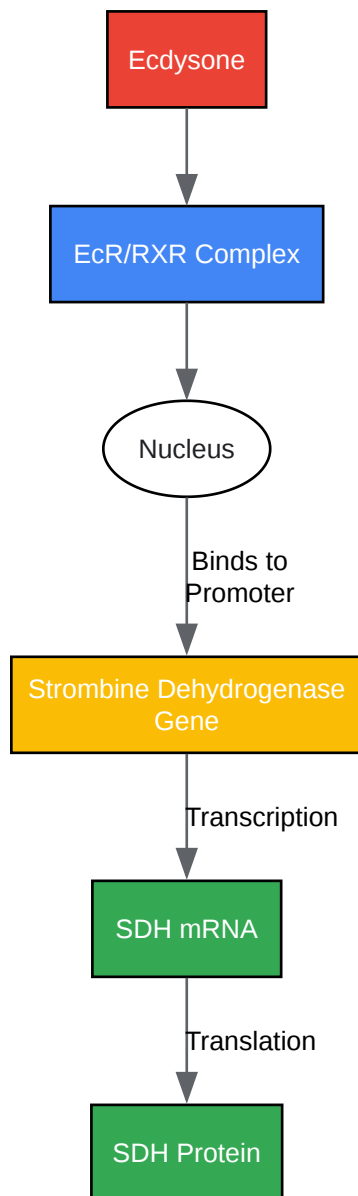 Ecdysone
EcR/RXR Complex
Nucleus
Binds to
Promoter
Strombine Dehydrogenase
Gene
Transcription
SDH mRNA
Translation
SDH Protein